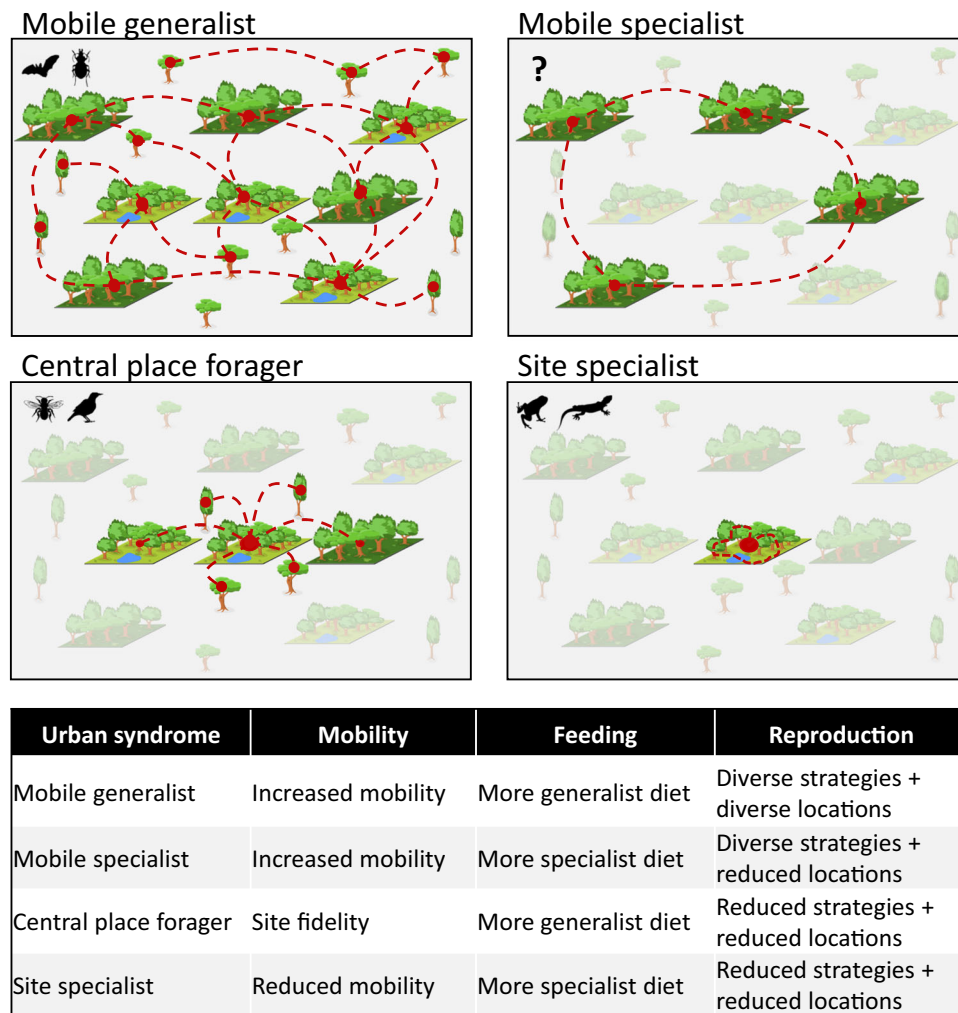 Mobile generalist
Mobile specialist
?
Central place forager
Site specialist
Urban syndrome Mobility Feeding Reproduction
Mobile generalist Increased mobility More generalist diet Diverse strategies +
diverse locations
Mobile specialist Increased mobility More specialist diet Diverse strategies +
reduced locations
Central place forager Site fidelity More generalist diet Reduced strategies +
reduced locations
Site specialist Reduced mobility More specialist diet Reduced strategies +
reduced locations